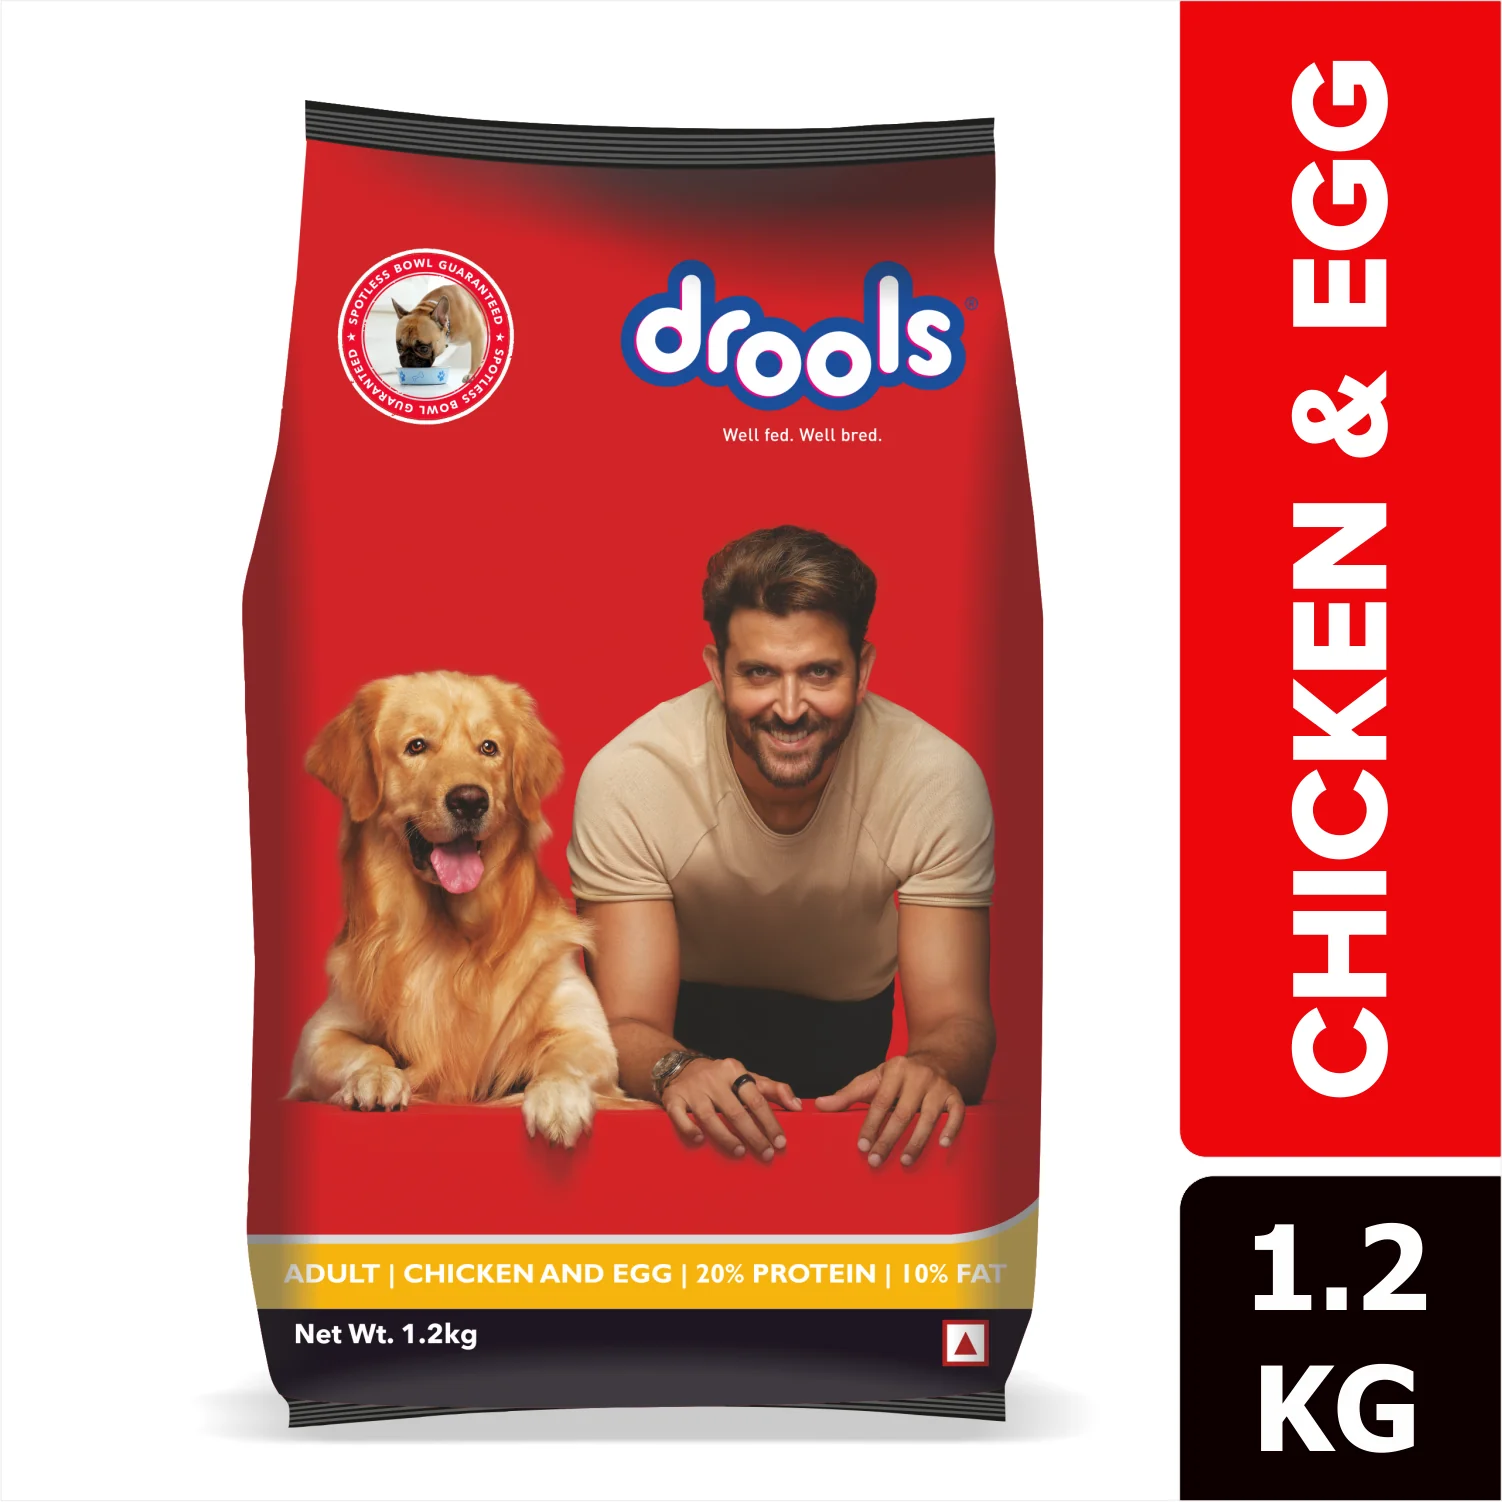 SPOTLESS BOWL GUARANTEED ★ SPOTLESS BOWL GUARANTEED ★
drools®
Well fed. Well bred.
ADULT | CHICKEN AND EGG | 20% PROTEIN | 10% FAT
Net Wt. 1.2kg
CHICKEN & EGG
1.2
KG